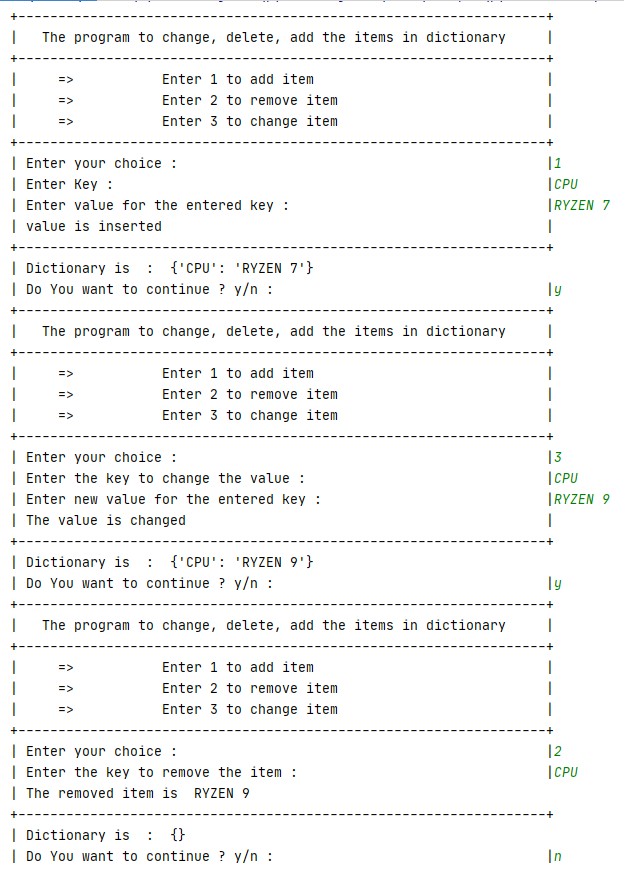 +------------------------------------------------------------------+
|   The program to change, delete, add the items in dictionary     |
+------------------------------------------------------------------+
|     =>           Enter 1 to add item                             |
|     =>           Enter 2 to remove item                          |
|     =>           Enter 3 to change item                          |
+------------------------------------------------------------------+
| Enter your choice :                                              |1
| Enter Key :                                                      |CPU
| Enter value for the entered key :                                |RYZEN 7
| value is inserted                                                |
+------------------------------------------------------------------+
| Dictionary is  :  {'CPU': 'RYZEN 7'}
| Do You want to continue ? y/n :                                  |y
+------------------------------------------------------------------+
|   The program to change, delete, add the items in dictionary     |
+------------------------------------------------------------------+
|     =>           Enter 1 to add item                             |
|     =>           Enter 2 to remove item                          |
|     =>           Enter 3 to change item                          |
+------------------------------------------------------------------+
| Enter your choice :                                              |3
| Enter the key to change the value :                              |CPU
| Enter new value for the entered key :                            |RYZEN 9
| The value is changed                                             |
+------------------------------------------------------------------+
| Dictionary is  :  {'CPU': 'RYZEN 9'}
| Do You want to continue ? y/n :                                  |y
+------------------------------------------------------------------+
|   The program to change, delete, add the items in dictionary     |
+------------------------------------------------------------------+
|     =>           Enter 1 to add item                             |
|     =>           Enter 2 to remove item                          |
|     =>           Enter 3 to change item                          |
+------------------------------------------------------------------+
| Enter your choice :                                              |2
| Enter the key to remove the item :                               |CPU
| The removed item is  RYZEN 9
+------------------------------------------------------------------+
| Dictionary is  :  {}
| Do You want to continue ? y/n :                                  |n